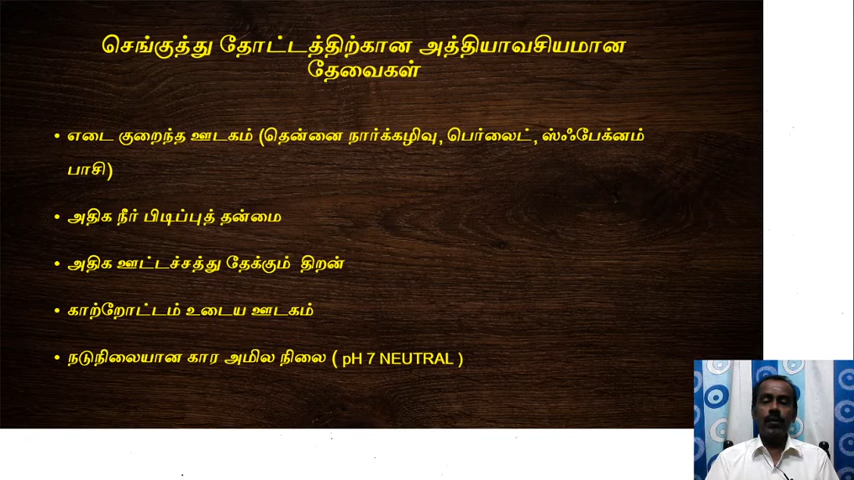 செங்குத்து தோட்டத்திற்கான அத்தியாவசியமான
தேவைகள்
• எடை குறைந்த ஊடகம் (தென்னை நார்க்கழிவு, பெர்லைட், ஸ்ஃபேக்னம்
பாசி)
• அதிக நீர் பிடிப்புத் தன்மை
• அதிக ஊட்டச்சத்து தேக்கும் திறன்
• காற்றோட்டம் உடைய ஊடகம்
• நடுநிலையான கார அமில நிலை ( pH 7 NEUTRAL )